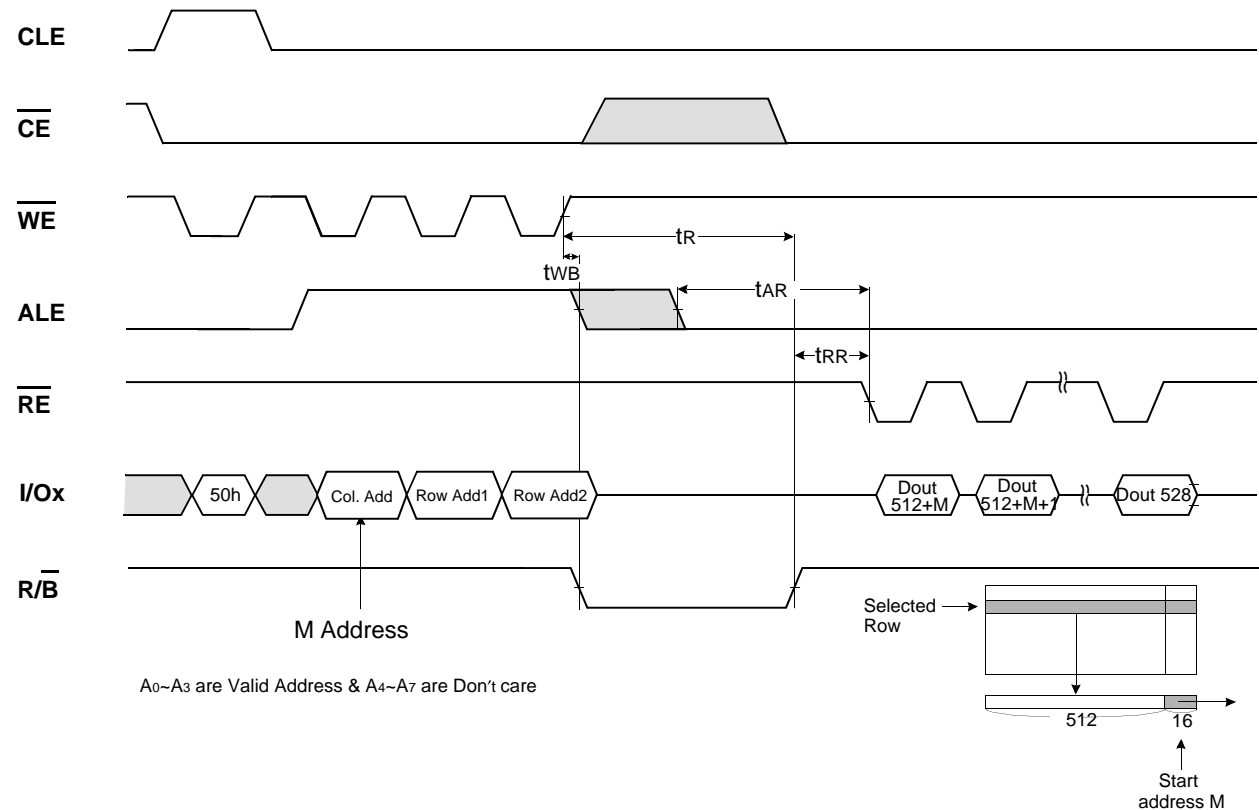 CLE
CE
WE
tR
tWB
ALE
tAR
tRR
RE
I/Ox
50h
Col. Add
Row Add1
Row Add2
Dout
512+M
Dout
512+M+1
Dout 528
R/B
M Address
Selected
Row
A0~A3 are Valid Address & A4~A7 are Don't care
512
16
Start
address M